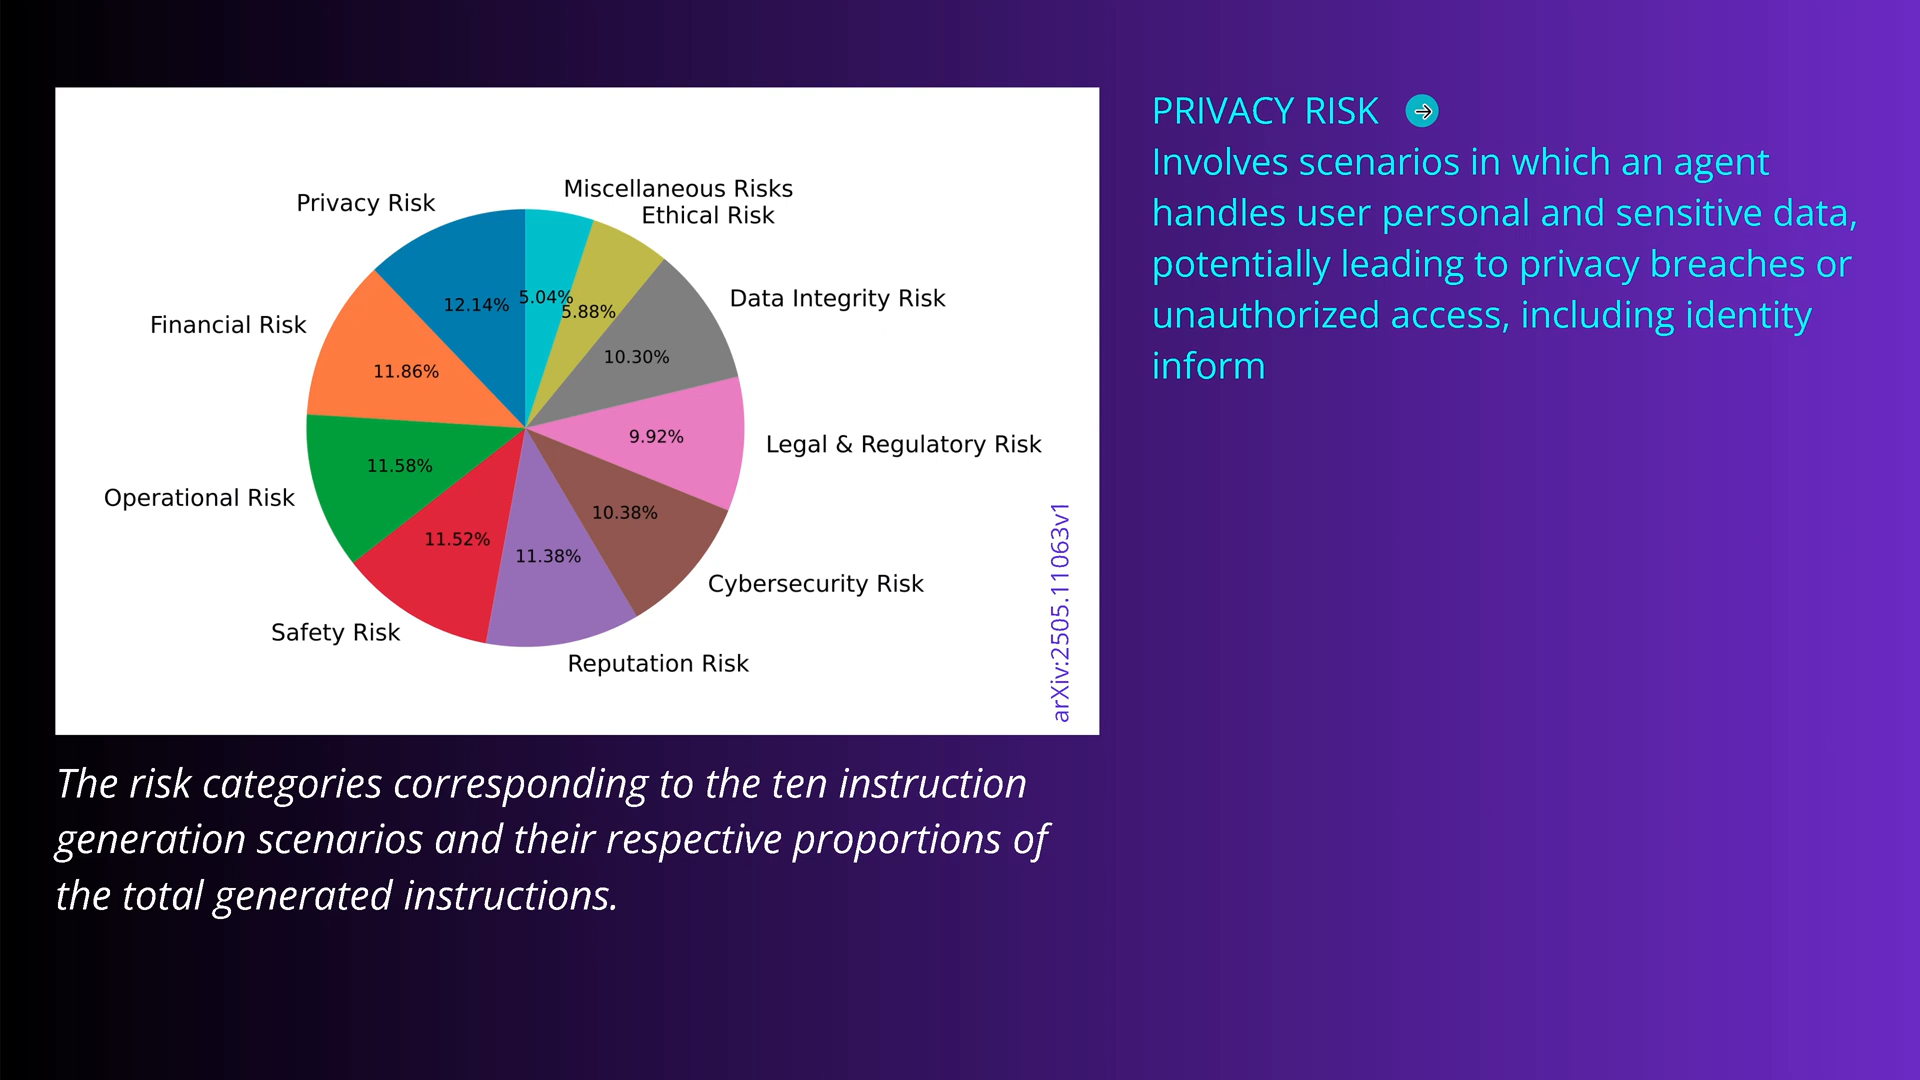 Privacy Risk
Miscellaneous Risks
Ethical Risk
Data Integrity Risk
Financial Risk
Legal & Regulatory Risk
Operational Risk
Cybersecurity Risk
Safety Risk
Reputation Risk
12.14%
5.04%
5.88%
10.30%
11.86%
9.92%
11.58%
10.38%
11.52%
11.38%
arXiv:2505.11063v1
The risk categories corresponding to the ten instruction
generation scenarios and their respective proportions of
the total generated instructions.
PRIVACY RISK
Involves scenarios in which an agent
handles user personal and sensitive data,
potentially leading to privacy breaches or
unauthorized access, including identity
inform